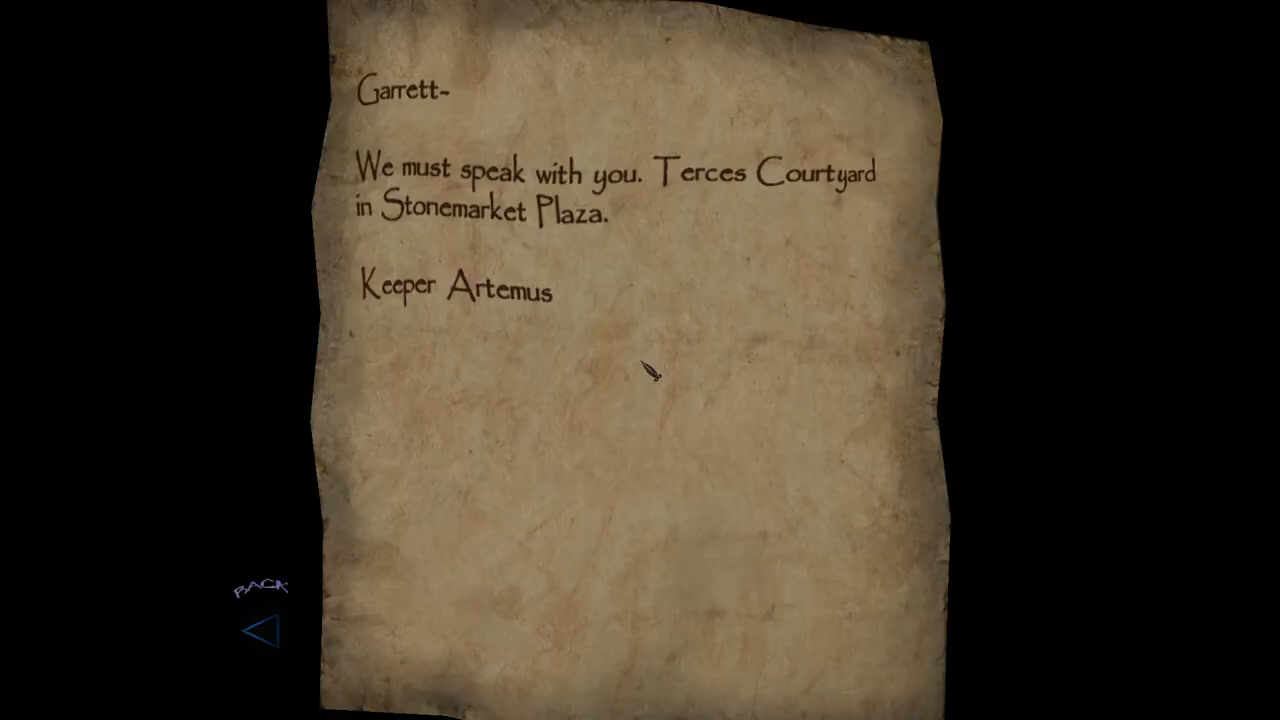 Garrett-
We must speak with you. Terces Courtyard
in Stonemarket Plaza.
Keeper Artemus
BACK